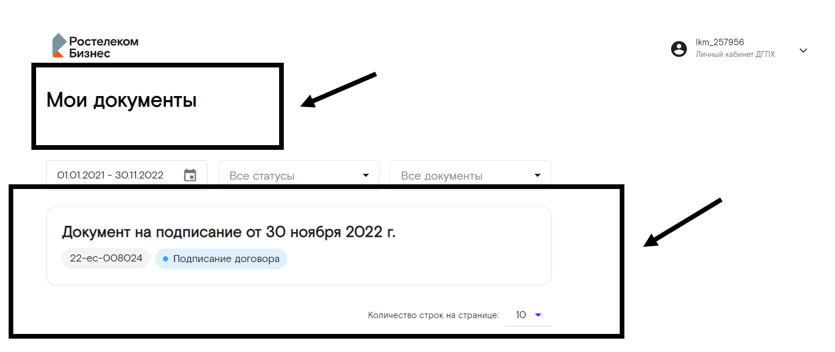 Ростелеком
Бизнес
lkm_257956
Личный кабинет ДГПХ
Мои документы
01.01.2021 - 30.11.2022
Все статусы
Все документы
Документ на подписание от 30 ноября 2022 г.
22-ес-008024
Подписание договора
Количество строк на странице: 10